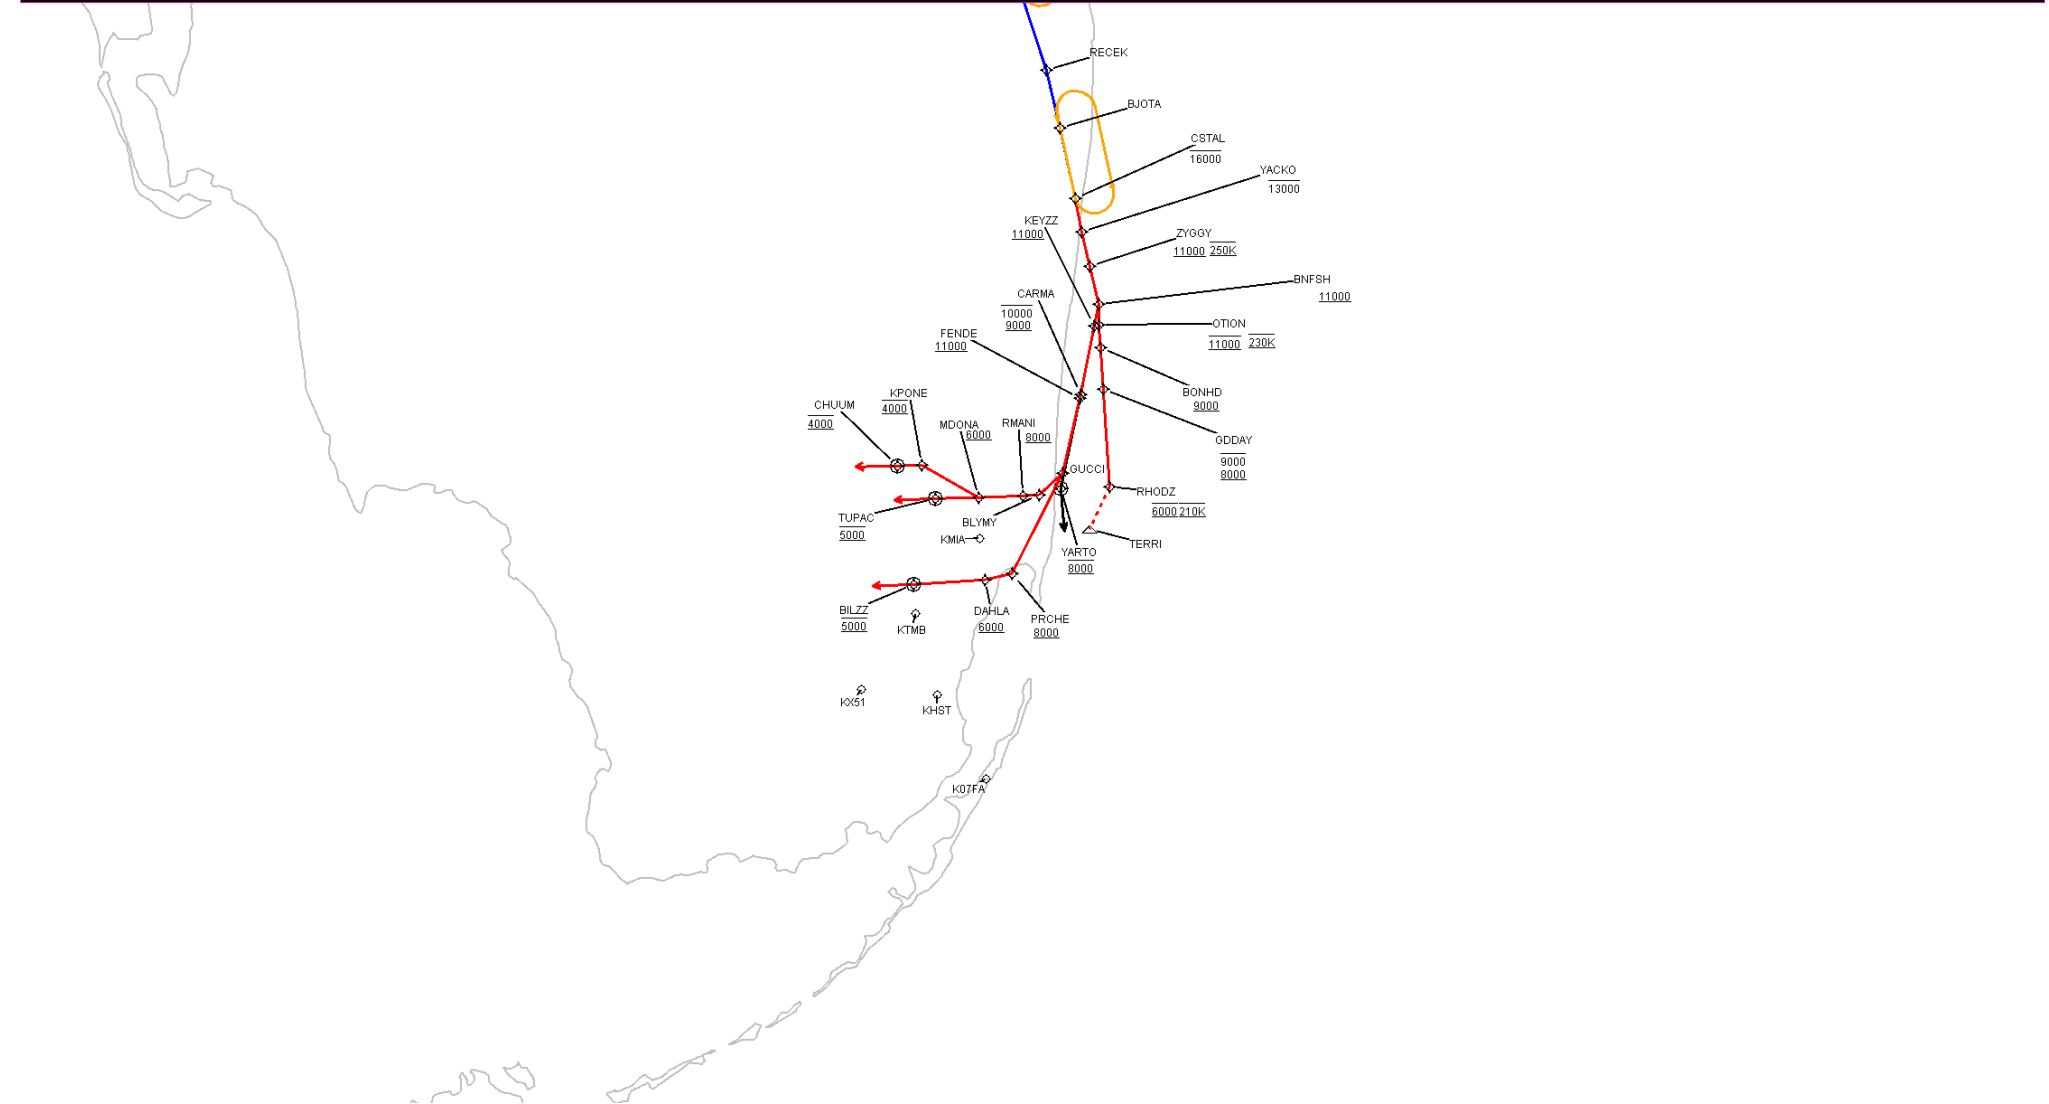 RECEK
BJOTA
CSTAL
16000
YACKO
13000
KEYZZ
11000
ZYGGY
11000 250K
BNFSH
11000
CARMA
10000
9000
OTION
11000 230K
FENDE
11000
BONHD
9000
KPONE
4000
CHUUM
4000
MDONA
6000
RMANI
8000
GDDAY
9000
8000
GUCCI
RHODZ
6000 210K
TUPAC
5000
BLYMY
KMIA
TERRI
YARTO
8000
BILZZ
5000
DAHLA
6000
PRCHE
8000
KTMB
KX51
KHST
K07FA